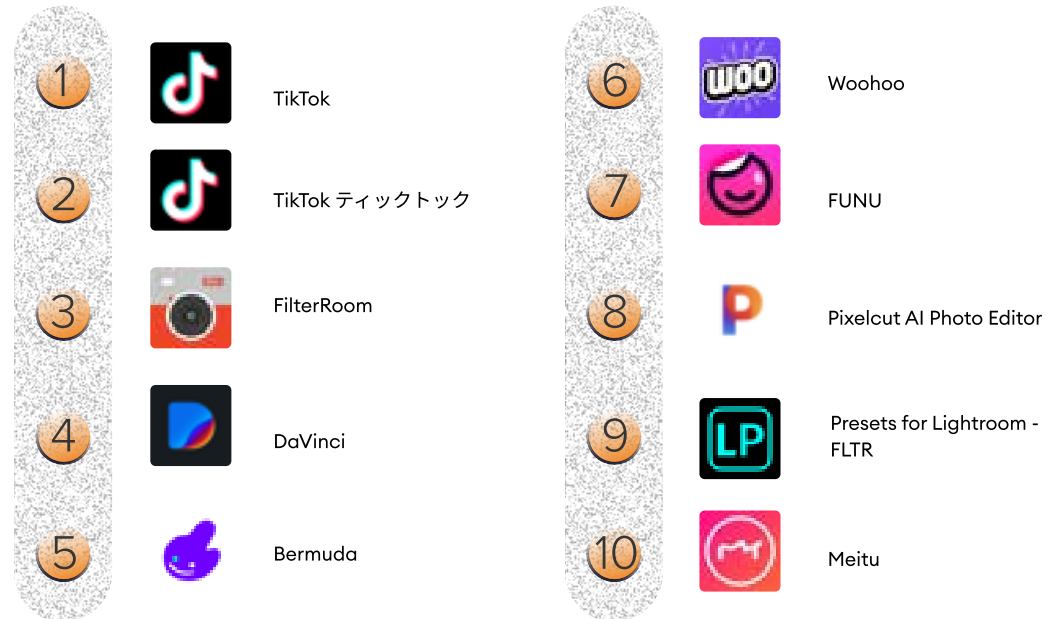 1
TikTok
2
TikTok ティックトック
3
FilterRoom
4
DaVinci
5
Bermuda
6
WOO
Woohoo
7
FUNU
8
P
Pixelcut AI Photo Editor
9
LP
Presets for Lightroom -
FLTR
10
Meitu